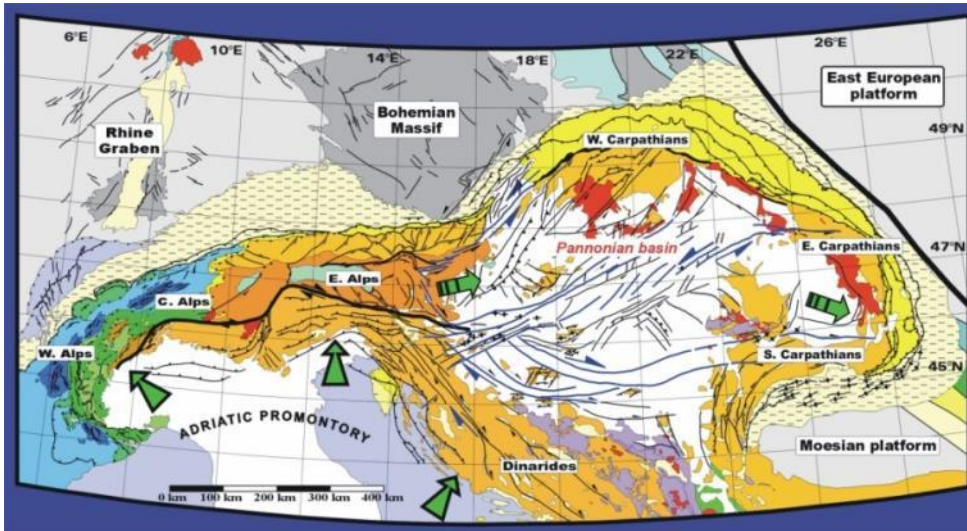 6°E
10°E
14°E
18°E
22°E
26°E
East European
platform
Bohemian
Massif
Rhine
Graben
49°N
W. Carpathians
Pannonian basin
47°N
E. Carpathians
E. Alps
C. Alps
W. Alps
S. Carpathians
45°N
ADRIATIC PROMONTORY
Moesian platform
Dinarides
0 km 100 km 200 km 300 km 400 km